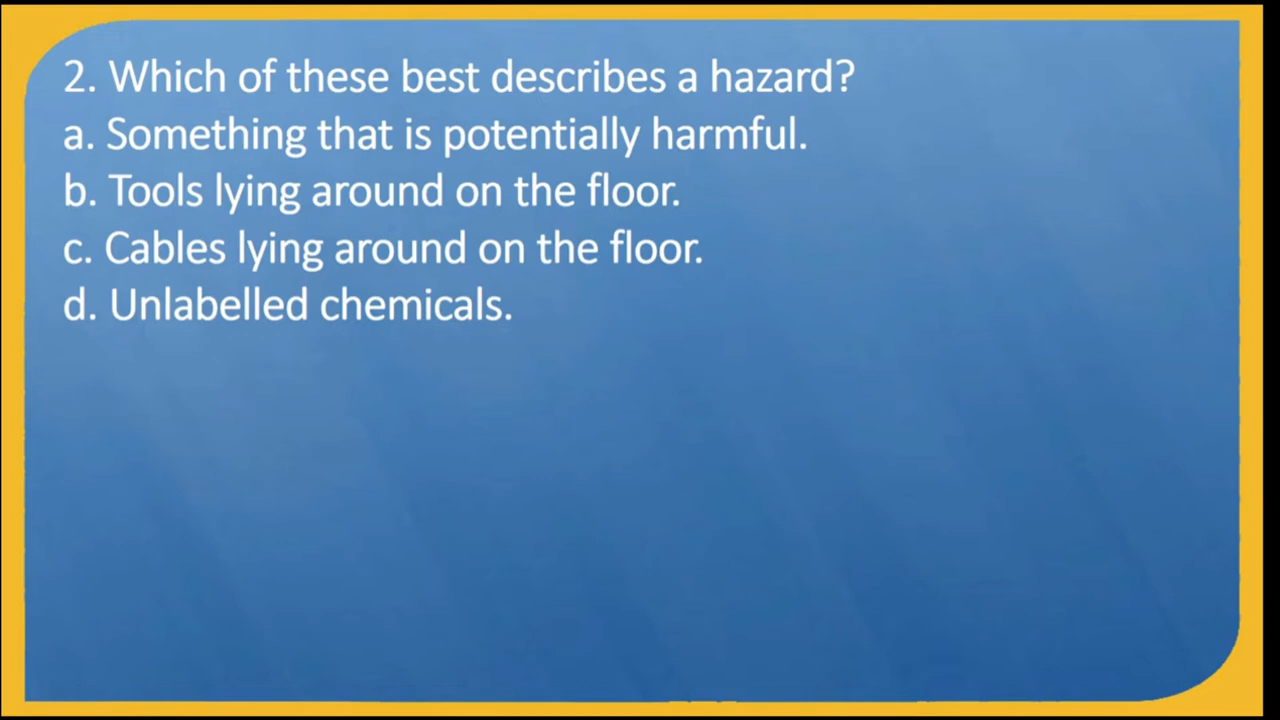 2. Which of these best describes a hazard?
a. Something that is potentially harmful.
b. Tools lying around on the floor.
c. Cables lying around on the floor.
d. Unlabelled chemicals.